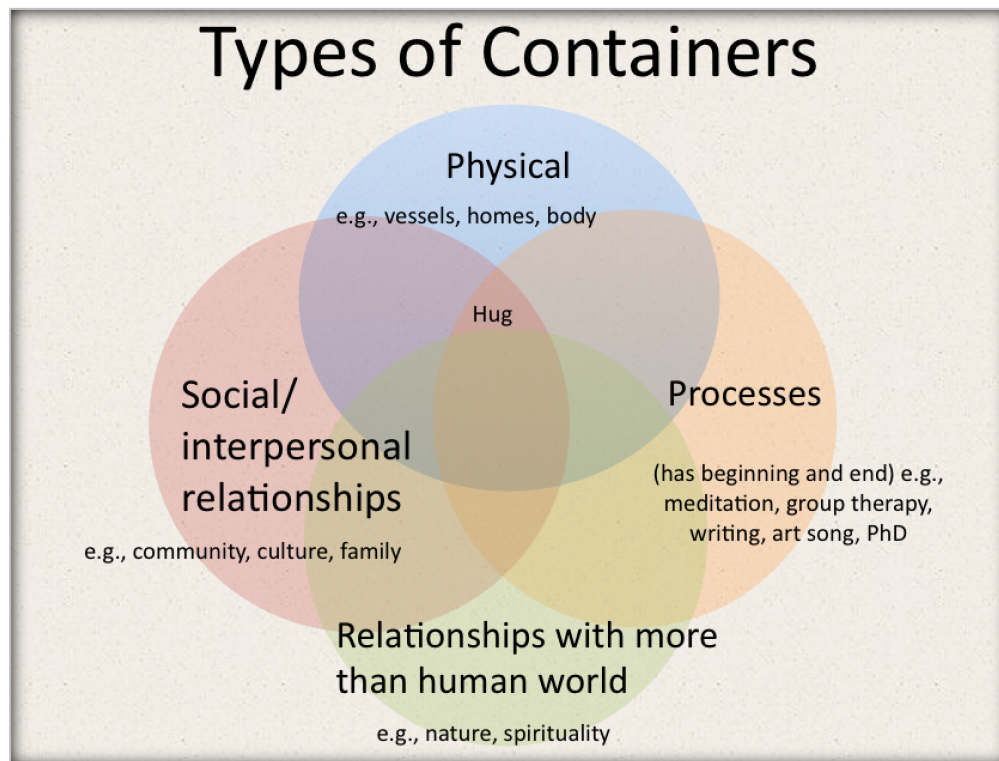 Types of Containers
Physical
e.g., vessels, homes, body
Hug
Social/
interpersonal
relationships
e.g., community, culture, family
Processes
(has beginning and end) e.g.,
meditation, group therapy,
writing, art song, PhD
Relationships with more
than human world
e.g., nature, spirituality